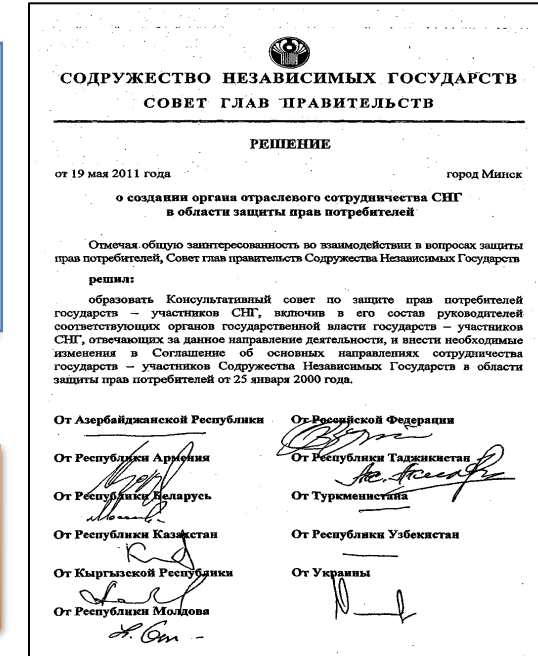 СОДРУЖЕСТВО НЕЗАВИСИМЫХ ГОСУДАРСТВ
СОВЕТ ГЛАВ ПРАВИТЕЛЬСТВ
РЕШЕНИЕ
от 19 мая 2011 года город Минск
о создании органа отраслевого сотрудничества СНГ
в области защиты прав потребителей
Отмечая общую заинтересованность во взаимодействии в вопросах защиты
прав потребителей, Совет глав правительств Содружества Независимых Государств
решил:
образовать Консультативный совет по защите прав потребителей
государств – участников СНГ, включив в его состав руководителей
соответствующих органов государственной власти государств – участников
СНГ, отвечающих за данное направление деятельности, и внести необходимые
изменения в Соглашение об основных направлениях сотрудничества
государств – участников Содружества Независимых Государств в области
защиты прав потребителей от 25 января 2000 года.
От Азербайджанской Республики От Российской Федерации
От Республики Армения От Республики Таджикистан
От Республики Беларусь От Туркменистана
От Республики Казахстан От Республики Узбекистан
От Кыргызской Республики От Украины
От Республики Молдова